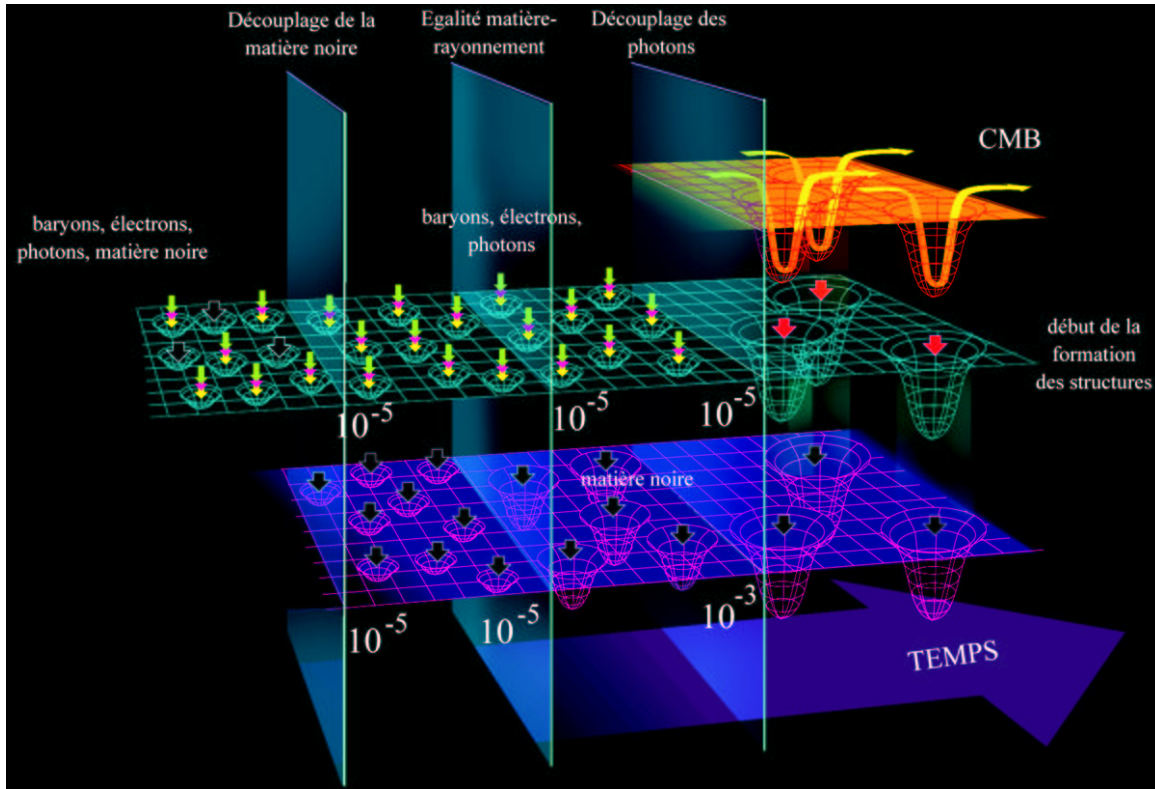 Découplage de la
matière noire
Egalité matière-
rayonnement
Découplage des
photons
CMB
baryons, électrons,
photons, matière noire
baryons, électrons,
photons
début de la
formation
des structures
10⁻⁵
10⁻⁵
10⁻⁵
matière noire
10⁻⁵
10⁻⁵
10⁻³
TEMPS